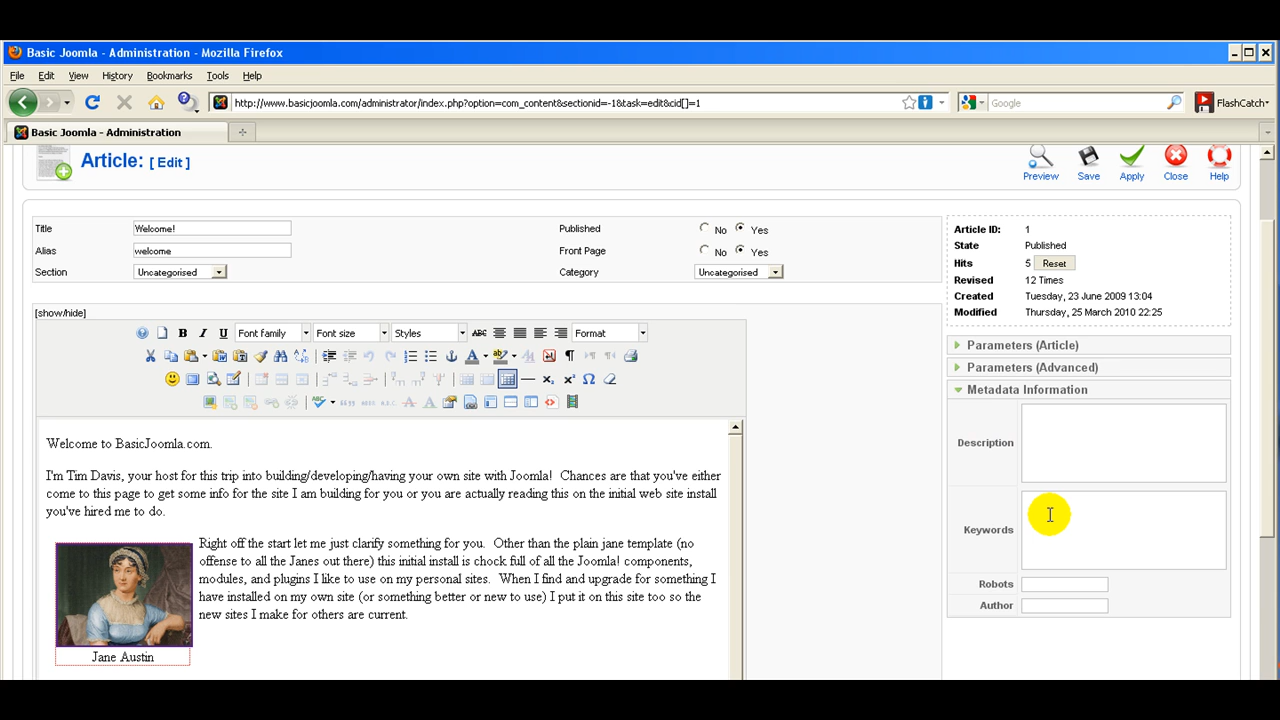 Basic Joomla - Administration - Mozilla Firefox
File Edit View History Bookmarks Tools Help
http://www.basicjoomla.com/administrator/index.php?option=com_content&sectionid=-1&task=edit&cid[]=1
Google
FlashCatch
Basic Joomla - Administration
Article: [ Edit ]
Preview Save Apply Close Help
Title Welcome! Published No Yes
Alias welcome Front Page No Yes
Section Uncategorised Category Uncategorised
Article ID: 1
State Published
Hits 5 Reset
Revised 12 Times
Created Tuesday, 23 June 2009 13:04
Modified Thursday, 25 March 2010 22:25
[show/hide]
B I U Font family Font size Styles ABC Format
Parameters (Article)
Parameters (Advanced)
Metadata Information
Description
Keywords
Robots
Author
Welcome to BasicJoomla.com.
I'm Tim Davis, your host for this trip into building/developing/having your own site with Joomla! Chances are that you've either
come to this page to get some info for the site I am building for you or you are actually reading this on the initial web site install
you've hired me to do.
Right off the start let me just clarify something for you. Other than the plain jane template (no
offense to all the Janes out there) this initial install is chock full of all the Joomla! components,
modules, and plugins I like to use on my personal sites. When I find and upgrade for something I
have installed on my own site (or something better or new to use) I put it on this site too so the
new sites I make for others are current.
Jane Austin